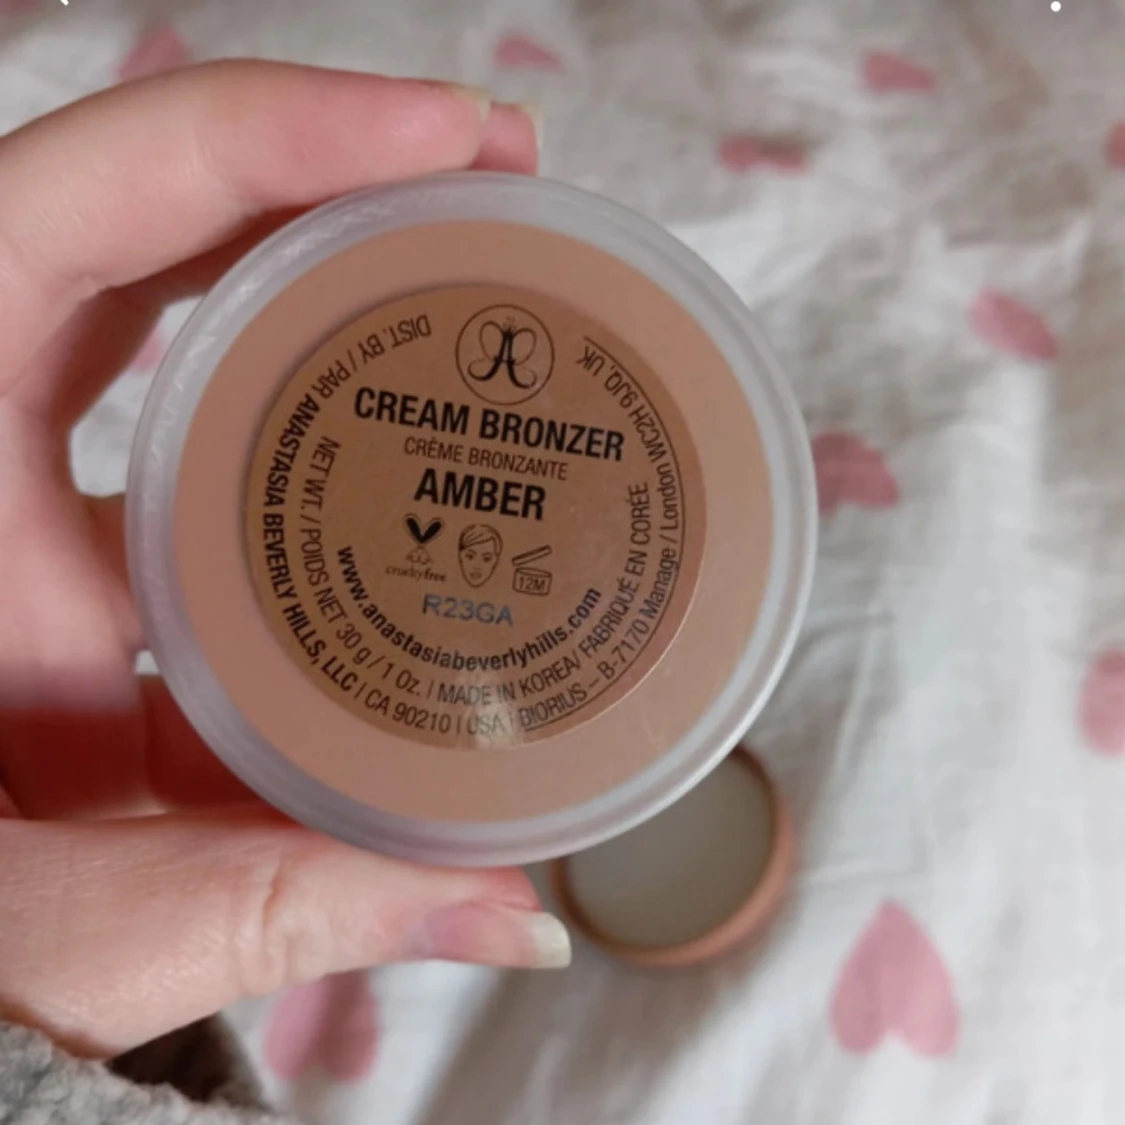 CREAM BRONZER
CRÈME BRONZANTE
AMBER
crueltyfree
12M
R23GA
www.anastasiabeverlyhills.com
NET WT. / POIDS NET 30 g / 1 oz. | MADE IN KOREA/ FABRIQUÉ EN CORÉE
DIST. BY / PAR ANASTASIA BEVERLY HILLS, LLC | CA 90210 | USA | BIORIUS – B-7170 Manage / London WC2H 9JQ, UK